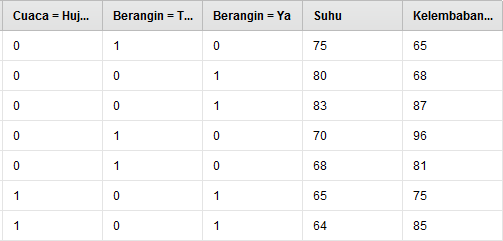 Cuaca = Huj... Berangin = T... Berangin = Ya Suhu Kelembaban...
0 1 0 75 65
0 0 1 80 68
0 0 1 83 87
0 1 0 70 96
0 1 0 68 81
1 0 1 65 75
1 0 1 64 85